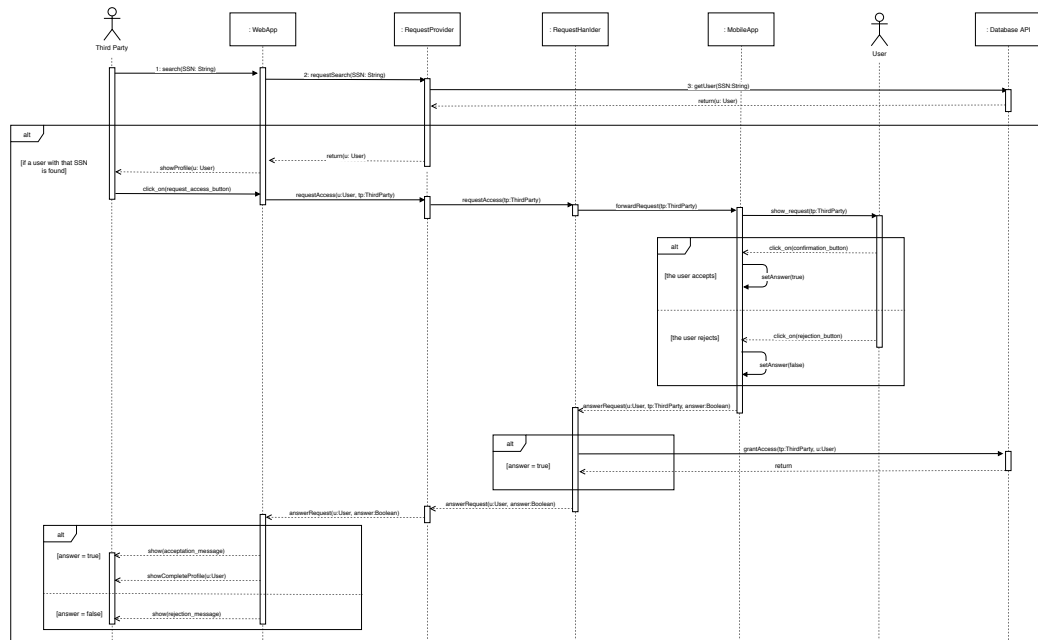 : WebApp
: RequestProvider
: RequestHanlder
: MobileApp
: Database API
Third Party
User
1: search(SSN: String)
2: requestSearch(SSN: String)
3: getUser(SSN:String)
return(u: User)
alt
[if a user with that SSN
is found]
return(u: User)
showProfile(u: User)
click_on(request_access_button)
requestAccess(u:User, tp:ThirdParty)
requestAccess(tp:ThirdParty)
forwardRequest(tp:ThirdParty)
show_request(tp:ThirdParty)
alt
click_on(confirmation_button)
[the user accepts]
setAnswer(true)
[the user rejects]
click_on(rejection_button)
setAnswer(false)
answerRequest(u:User, tp:ThirdParty, answer:Boolean)
alt
grantAccess(tp:ThirdParty, u:User)
[answer = true]
return
answerRequest(u:User, answer:Boolean)
answerRequest(u:User, answer:Boolean)
alt
[answer = true]
show(acceptation_message)
showCompleteProfile(u:User)
[answer = false]
show(rejection_message)